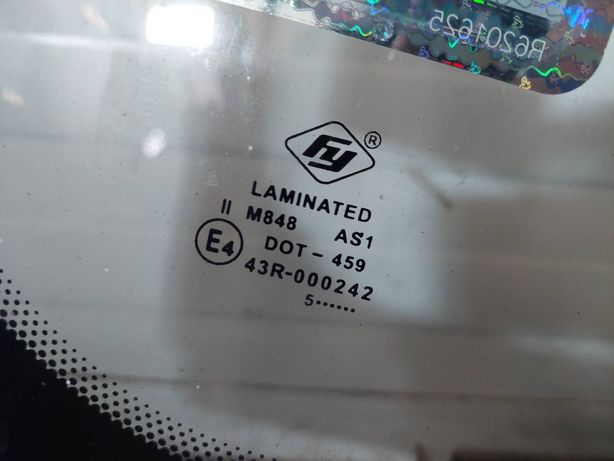 R6201625
FY ®
LAMINATED
II M848 AS1
E4 DOT - 459
43R-000242
5······